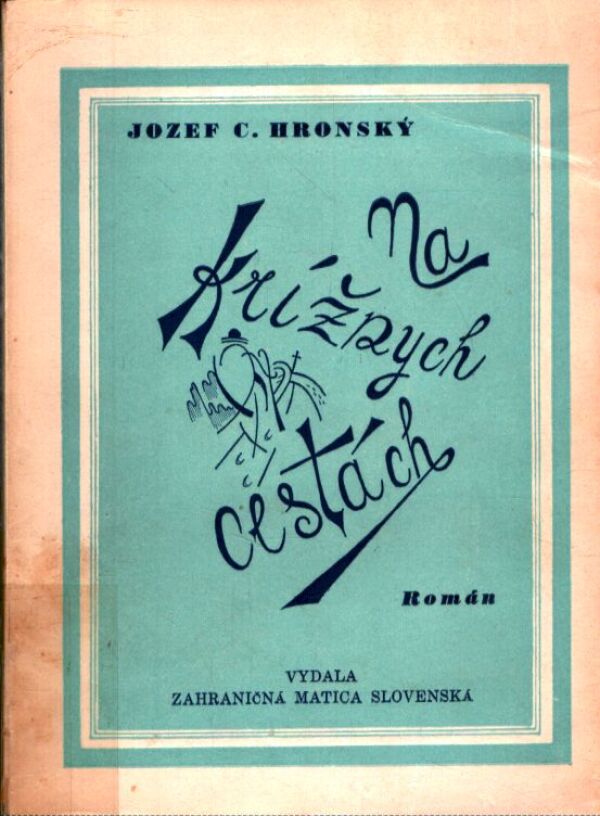 JOZEF C. HRONSKÝ
Na
krížnych
cestách
Román
VYDALA
ZAHRANIČNÁ MATICA SLOVENSKÁ